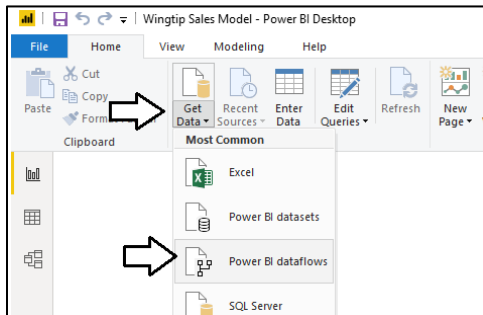 Wingtip Sales Model - Power BI Desktop
File Home View Modeling Help
Paste
Cut
Copy
Clipboard
Get Data
Recent Sources
Enter Data
Edit Queries
Refresh
New Page
Most Common
Excel
Power BI datasets
Power BI dataflows
SQL Server